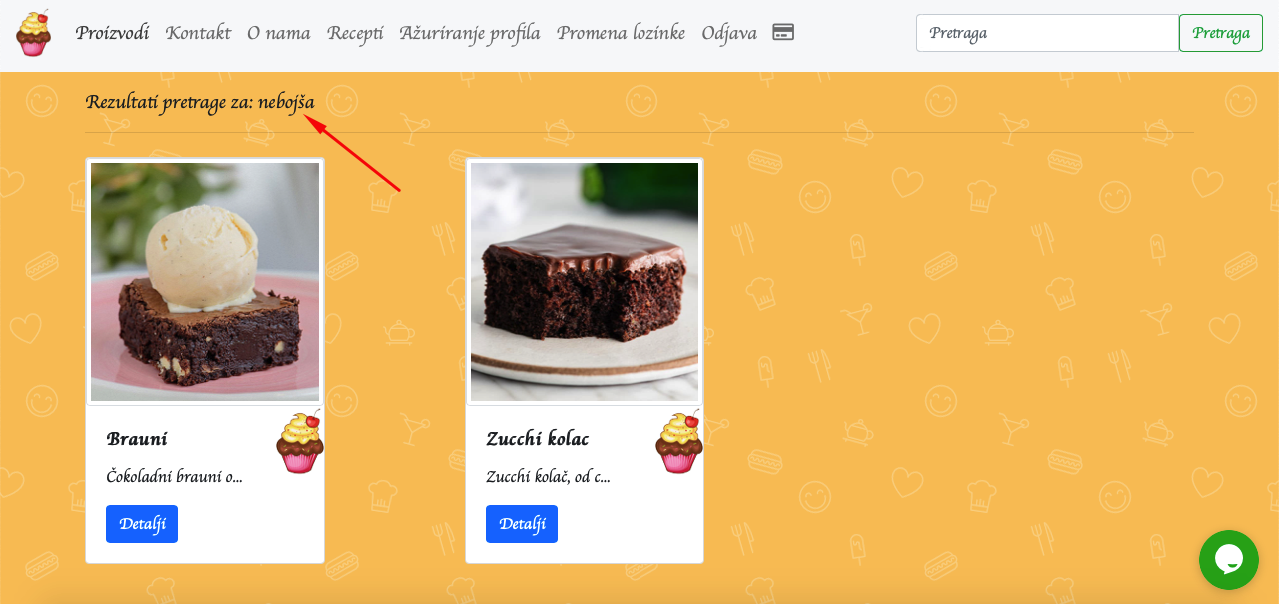 Proizvodi Kontakt O nama Recepti Ažuriranje profila Promena lozinke Odjava Pretraga Pretraga
Rezultati pretrage za: nebojša
Brauni
Čokoladni brauni o...
Detalji
Zucchi kolac
Zucchi kolač, od c...
Detalji